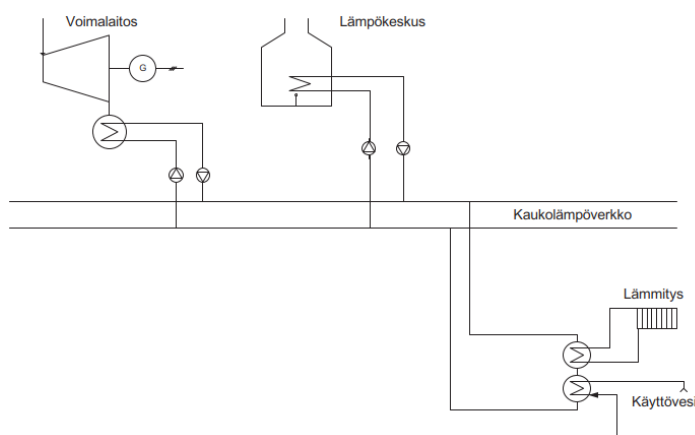 Voimalaitos
Lämpökeskus
G
Kaukolämpöverkko
Lämmitys
Käyttövesi